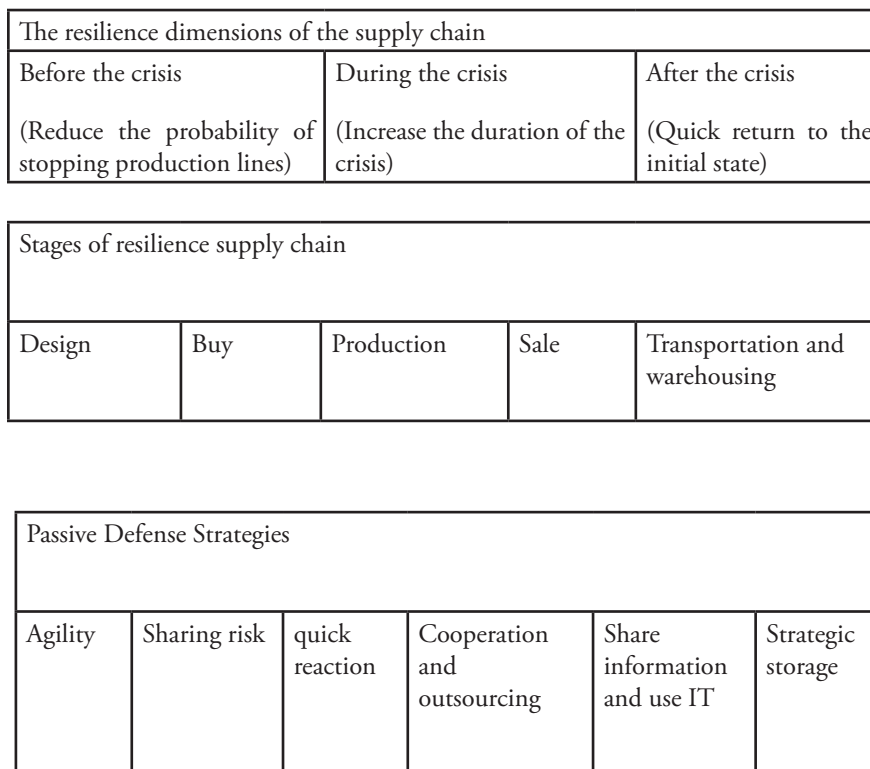 The resilience dimensions of the supply chain
Before the crisis
(Reduce the probability of
stopping production lines)
During the crisis
(Increase the duration of the
crisis)
After the crisis
(Quick return to the
initial state)
Stages of resilience supply chain
Design
Buy
Production
Sale
Transportation and
warehousing
Passive Defense Strategies
Agility
Sharing risk
quick
reaction
Cooperation
and
outsourcing
Share
information
and use IT
Strategic
storage